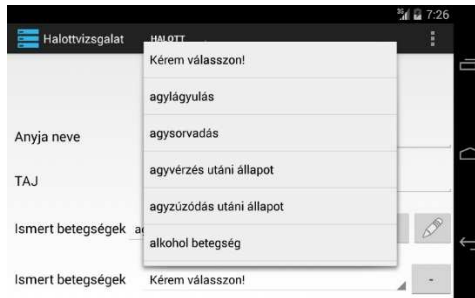 3G 7:26
Halottvizsgalat HALOTT
Kérem válasszon!
agylágyulás
agysorvadás
Anyja neve
agyvérzés utáni állapot
TAJ
agyzúzódás utáni állapot
Ismert betegségek
alkohol betegség
Ismert betegségek Kérem válasszon! -